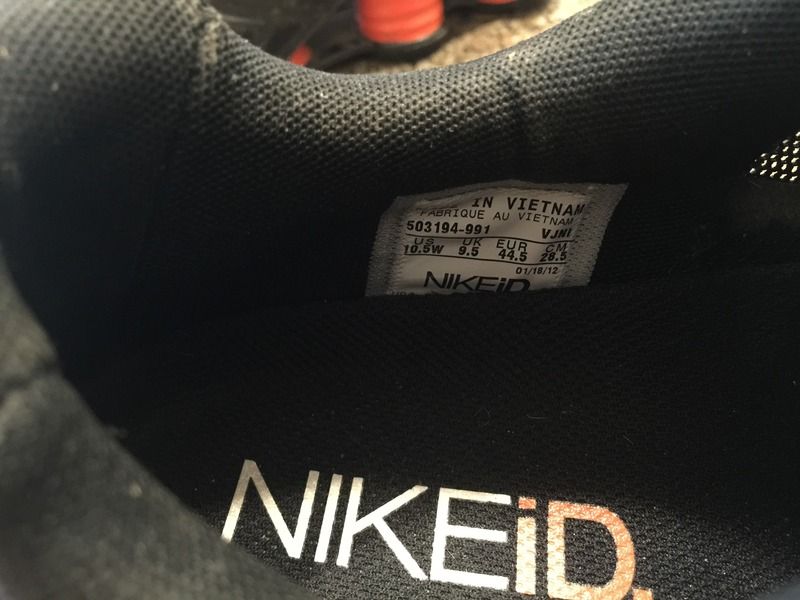 IN VIETNAM
FABRIQUE AU VIETNAM
503194-991 VJNI
US UK EUR CM
10.5W 9.5 44.5 28.5
01/18/12
NIKEiD
NIKEiD.